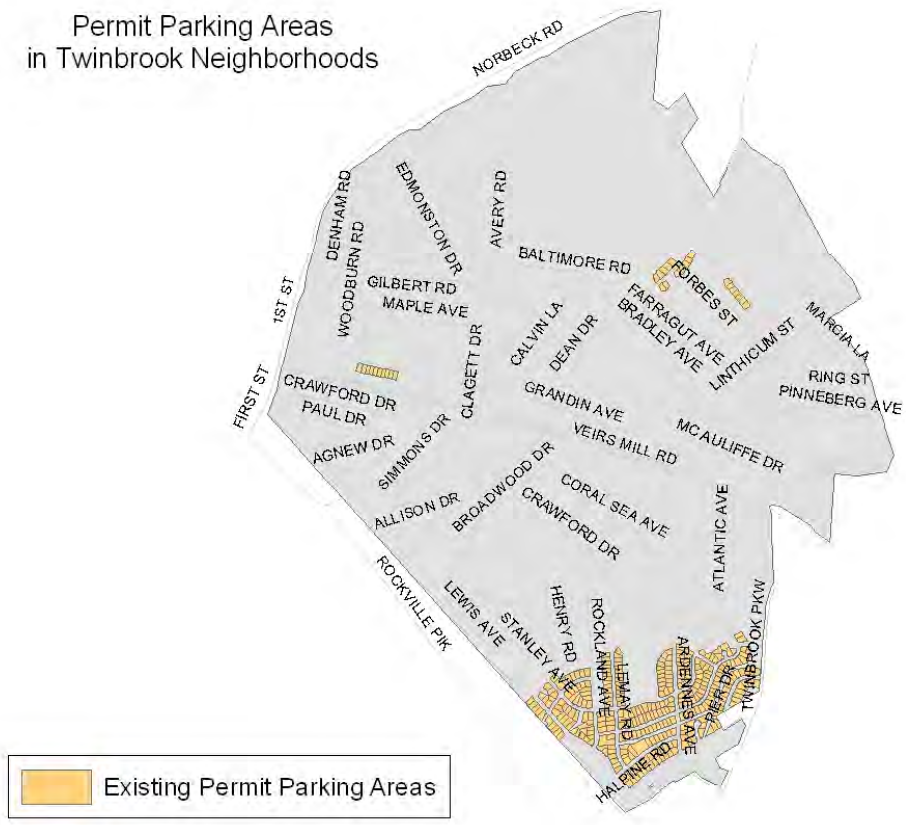 Permit Parking Areas
in Twinbrook Neighborhoods
NORBECK RD
DENHAM RD
EDMONSTON DR
AVERY RD
WOODBURN RD
BALTIMORE RD
FORBES ST
GILBERT RD
MAPLE AVE
1ST ST
FARRAGUT AVE
BRADLEY AVE
CALVIN LA
DEAN DR
LINTHICUM ST
MARCIA LA
CLAGETT DR
RING ST
PINNEBERG AVE
FIRST ST
CRAWFORD DR
PAUL DR
GRANDIN AVE
VEIRS MILL RD
MCAULIFFE DR
AGNEW DR
SIMMONS DR
BROADWOOD DR
CORAL SEA AVE
CRAWFORD DR
ALLISON DR
ATLANTIC AVE
ROCKVILLE PIK
LEWIS AVE
STANLEY AVE
HENRY RD
ROCKLAND AVE
LEMAY RD
ARDENNES AVE
PIER DR
TWINBROOK PKW
HALPINE RD
Existing Permit Parking Areas